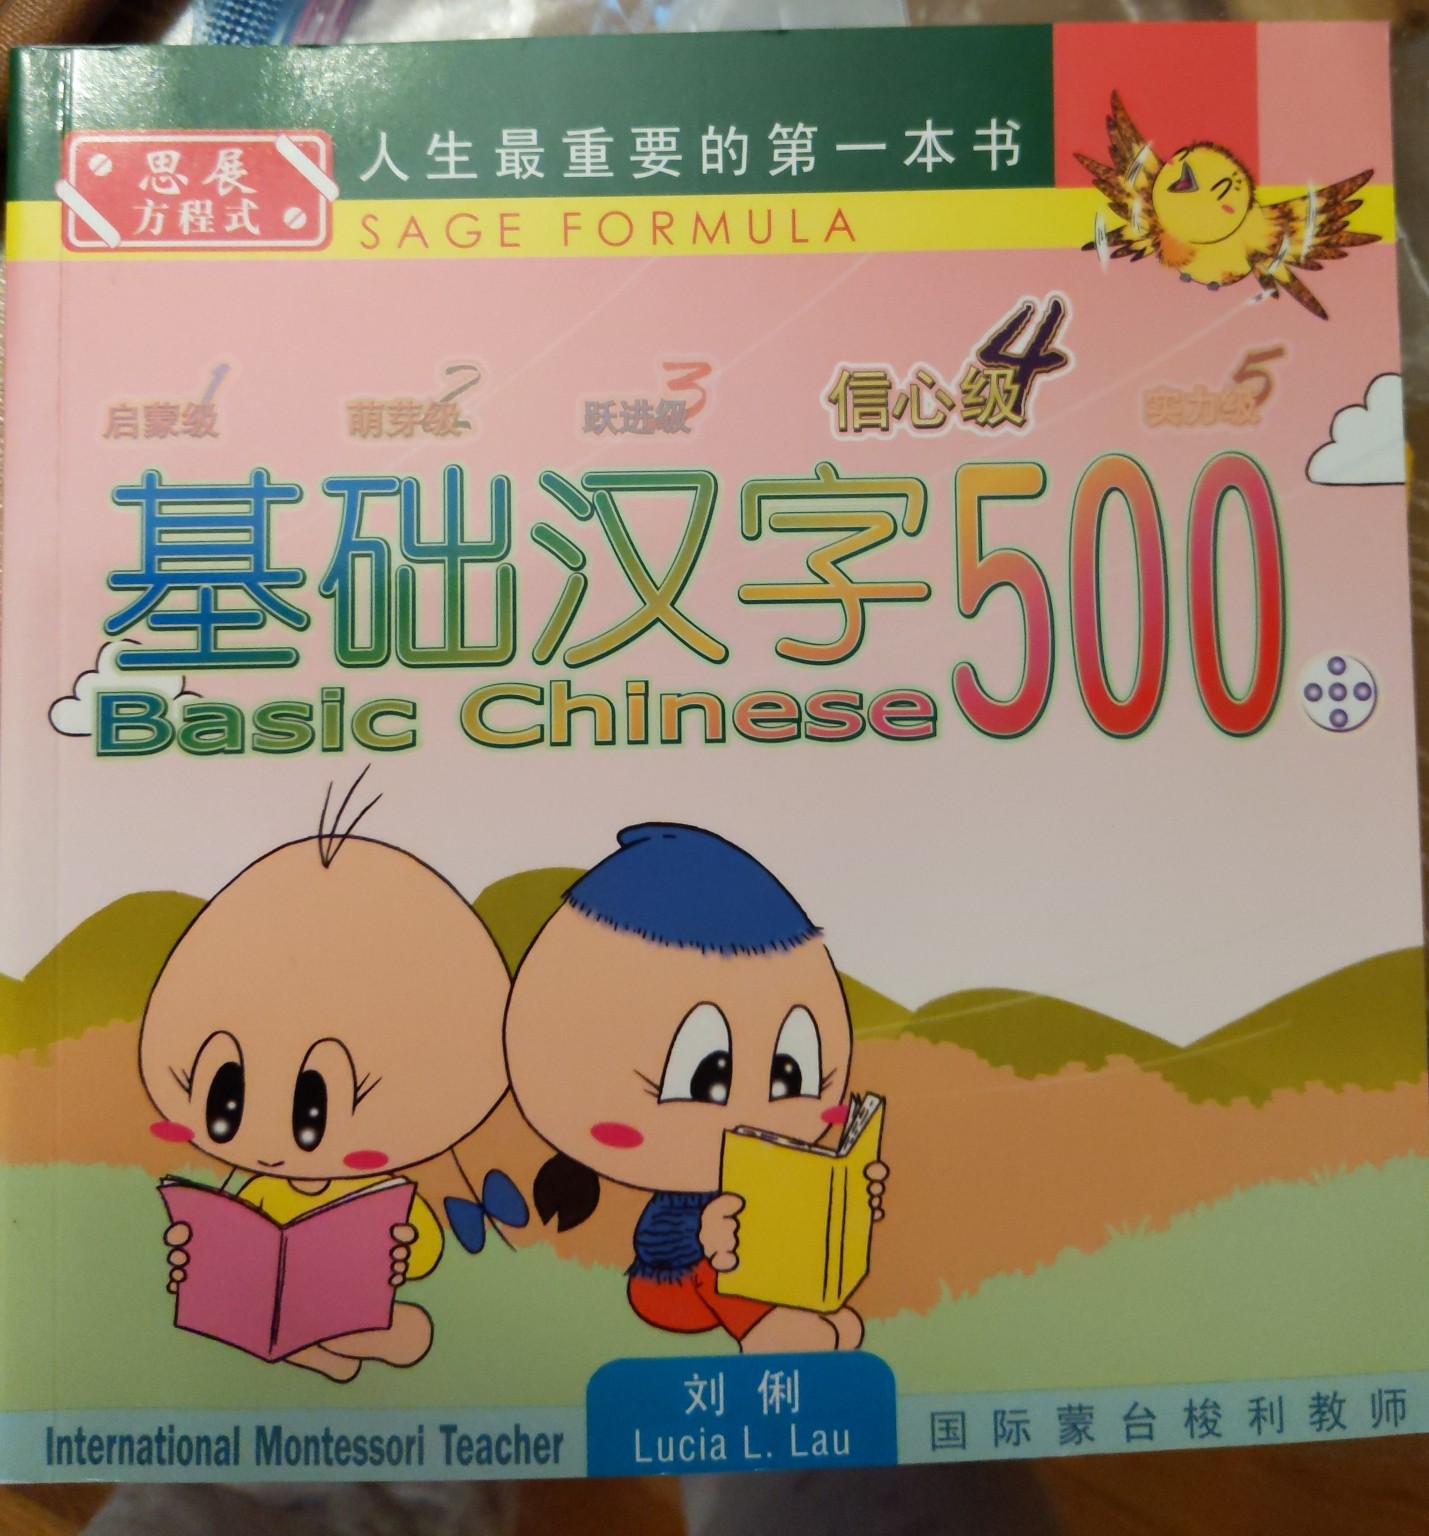 人生最重要的第一本书
思展
方程式
SAGE FORMULA
启蒙级1
萌芽级2
跃进级3
信心级4
实力级5
基础汉字500
Basic Chinese
刘俐
International Montessori Teacher
Lucia L. Lau
国际蒙台梭利教师